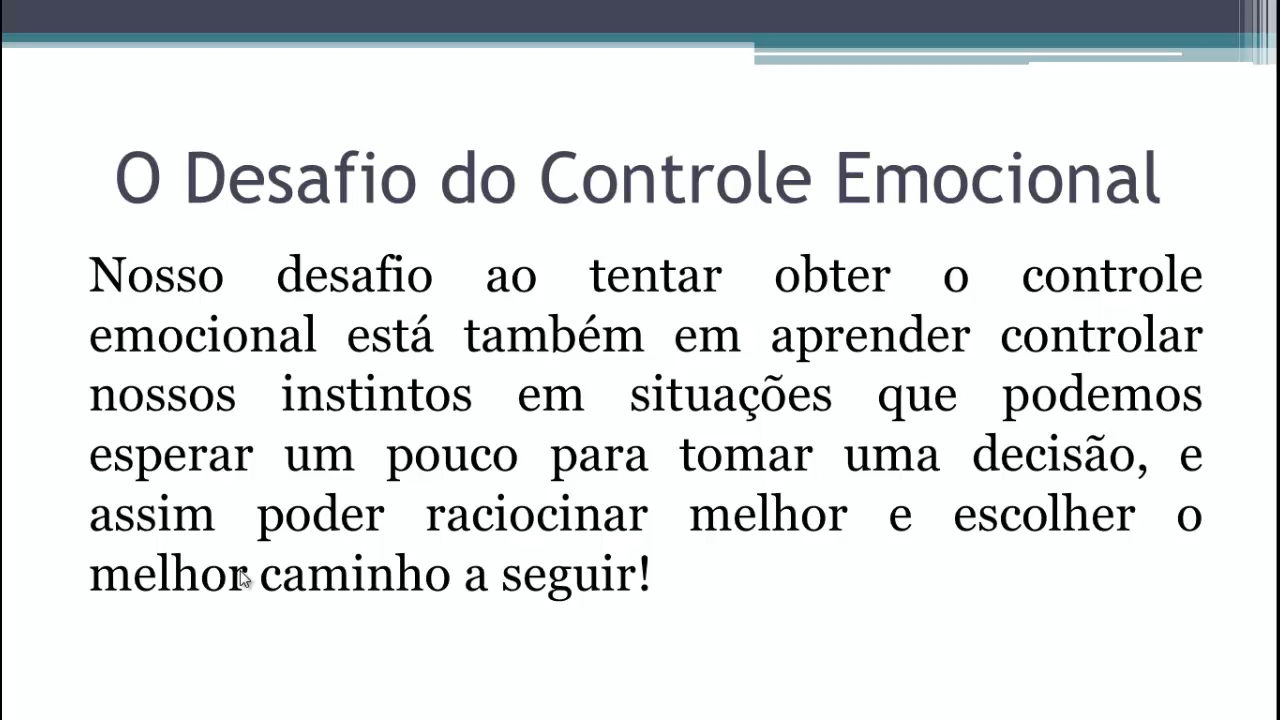 O Desafio do Controle Emocional
Nosso desafio ao tentar obter o controle
emocional está também em aprender controlar
nossos instintos em situações que podemos
esperar um pouco para tomar uma decisão, e
assim poder raciocinar melhor e escolher o
melhor caminho a seguir!